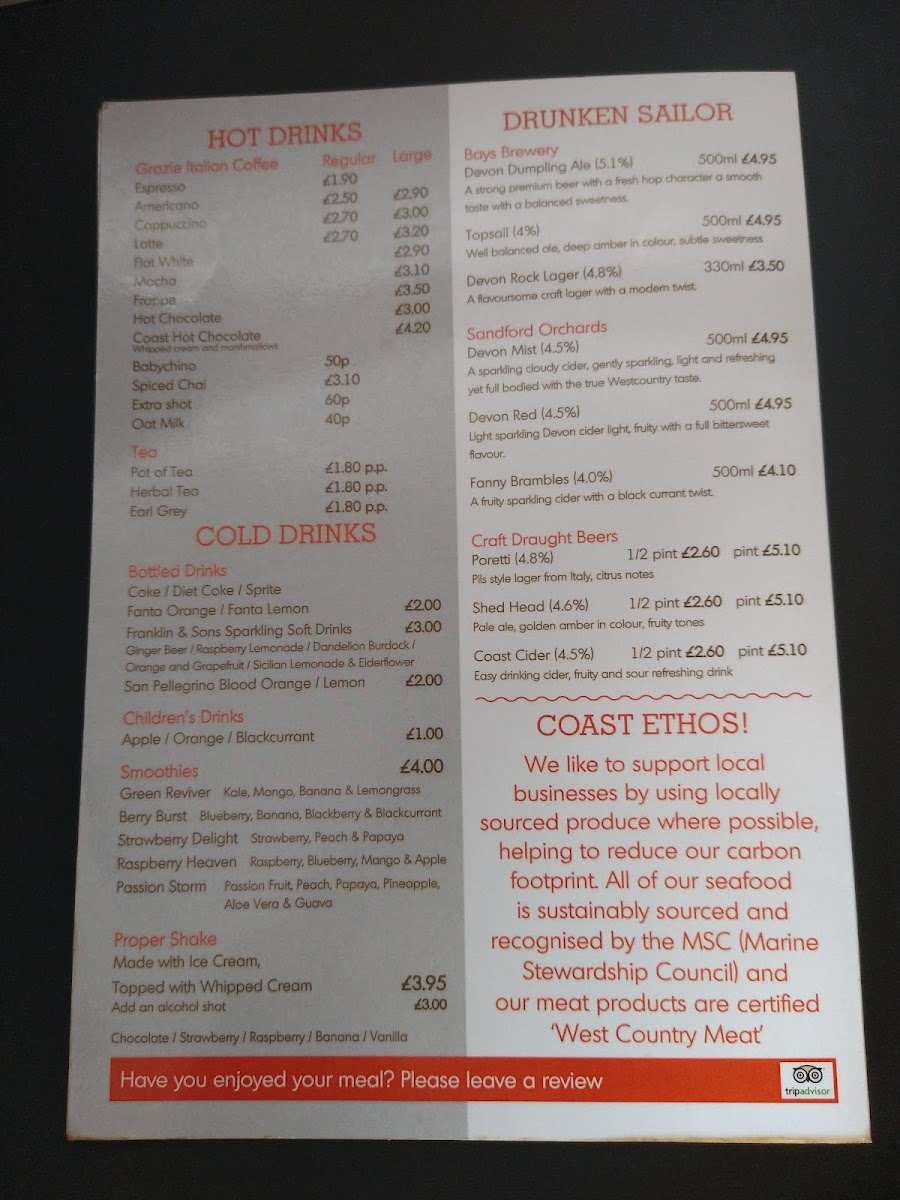 HOT DRINKS
Grazie Italian Coffee Regular Large
Espresso £1.90
Americano £2.50 £2.90
Cappuccino £2.70 £3.00
Latte £2.70 £3.20
Flat White £2.90
Mocha £3.10
Frappe £3.50
Hot Chocolate £3.00
Coast Hot Chocolate £4.20
Whipped cream and marshmallows
Babychino 50p
Spiced Chai £3.10
Extra shot 60p
Oat Milk 40p
Tea
Pot of Tea £1.80 p.p.
Herbal Tea £1.80 p.p.
Earl Grey £1.80 p.p.
COLD DRINKS
Bottled Drinks
Coke / Diet Coke / Sprite
Fanta Orange / Fanta Lemon £2.00
Franklin & Sons Sparkling Soft Drinks £3.00
Ginger Beer / Raspberry Lemonade / Dandelion Burdock /
Orange and Grapefruit / Sicilian Lemonade & Elderflower
San Pellegrino Blood Orange / Lemon £2.00
Children's Drinks
Apple / Orange / Blackcurrant £1.00
Smoothies £4.00
Green Reviver Kale, Mango, Banana & Lemongrass
Berry Burst Blueberry, Banana, Blackberry & Blackcurrant
Strawberry Delight Strawberry, Peach & Papaya
Raspberry Heaven Raspberry, Blueberry, Mango & Apple
Passion Storm Passion Fruit, Peach, Papaya, Pineapple,
Aloe Vera & Guava
Proper Shake
Made with Ice Cream,
Topped with Whipped Cream £3.95
Add an alcohol shot £3.00
Chocolate / Strawberry / Raspberry / Banana / Vanilla
DRUNKEN SAILOR
Bays Brewery
Devon Dumpling Ale (5.1%) 500ml £4.95
A strong premium beer with a fresh hop character a smooth
taste with a balanced sweetness.
Topsail (4%) 500ml £4.95
Well balanced ale, deep amber in colour, subtle sweetness
Devon Rock Lager (4.8%) 330ml £3.50
A flavoursome craft lager with a modern twist.
Sandford Orchards
Devon Mist (4.5%) 500ml £4.95
A sparkling cloudy cider, gently sparkling, light and refreshing
yet full bodied with the true Westcountry taste.
Devon Red (4.5%) 500ml £4.95
Light sparkling Devon cider light, fruity with a full bittersweet
flavour.
Fanny Brambles (4.0%) 500ml £4.10
A fruity sparkling cider with a black currant twist.
Craft Draught Beers
Poretti (4.8%) 1/2 pint £2.60 pint £5.10
Pils style lager from Italy, citrus notes
Shed Head (4.6%) 1/2 pint £2.60 pint £5.10
Pale ale, golden amber in colour, fruity tones
Coast Cider (4.5%) 1/2 pint £2.60 pint £5.10
Easy drinking cider, fruity and sour refreshing drink
COAST ETHOS!
We like to support local
businesses by using locally
sourced produce where possible,
helping to reduce our carbon
footprint. All of our seafood
is sustainably sourced and
recognised by the MSC (Marine
Stewardship Council) and
our meat products are certified
'West Country Meat'
Have you enjoyed your meal? Please leave a review
tripadvisor